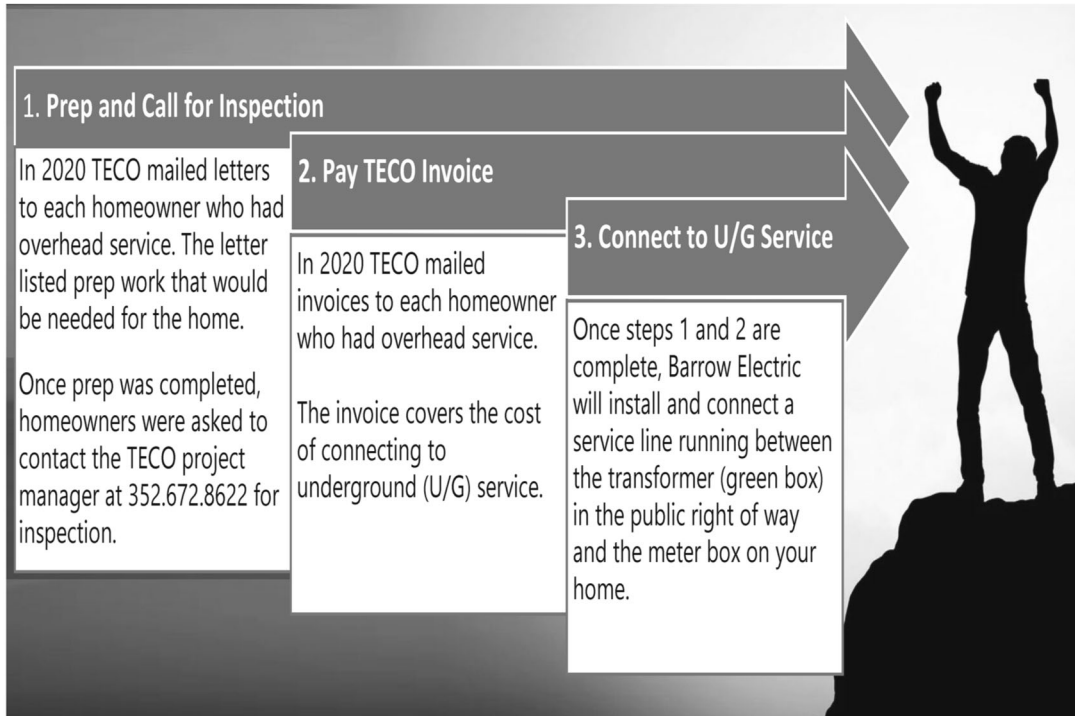 1. Prep and Call for Inspection
In 2020 TECO mailed letters
to each homeowner who had
overhead service. The letter
listed prep work that would
be needed for the home.
Once prep was completed,
homeowners were asked to
contact the TECO project
manager at 352.672.8622 for
inspection.
2. Pay TECO Invoice
In 2020 TECO mailed
invoices to each homeowner
who had overhead service.
The invoice covers the cost
of connecting to
underground (U/G) service.
3. Connect to U/G Service
Once steps 1 and 2 are
complete, Barrow Electric
will install and connect a
service line running between
the transformer (green box)
in the public right of way
and the meter box on your
home.